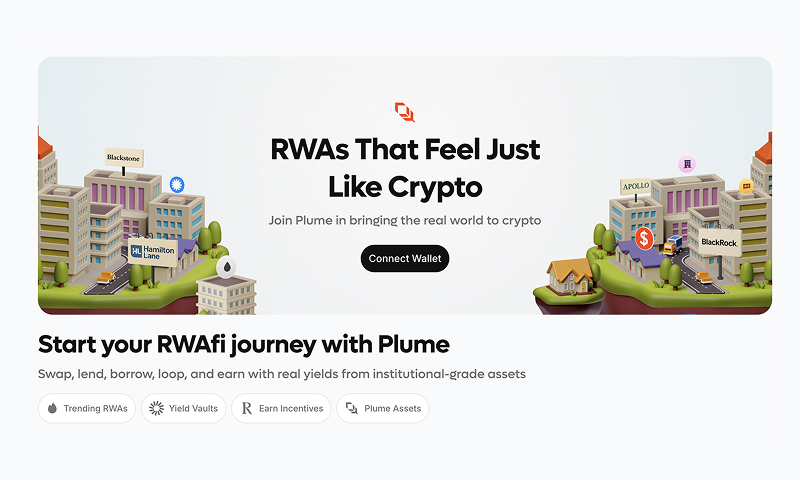 RWAs That Feel Just
Like Crypto
Join Plume in bringing the real world to crypto
Connect Wallet
Blackstone
HL Hamilton
Lane
APOLLO
$
BlackRock
Start your RWAfi journey with Plume
Swap, lend, borrow, loop, and earn with real yields from institutional-grade assets
Trending RWAs
Yield Vaults
R Earn Incentives
Plume Assets